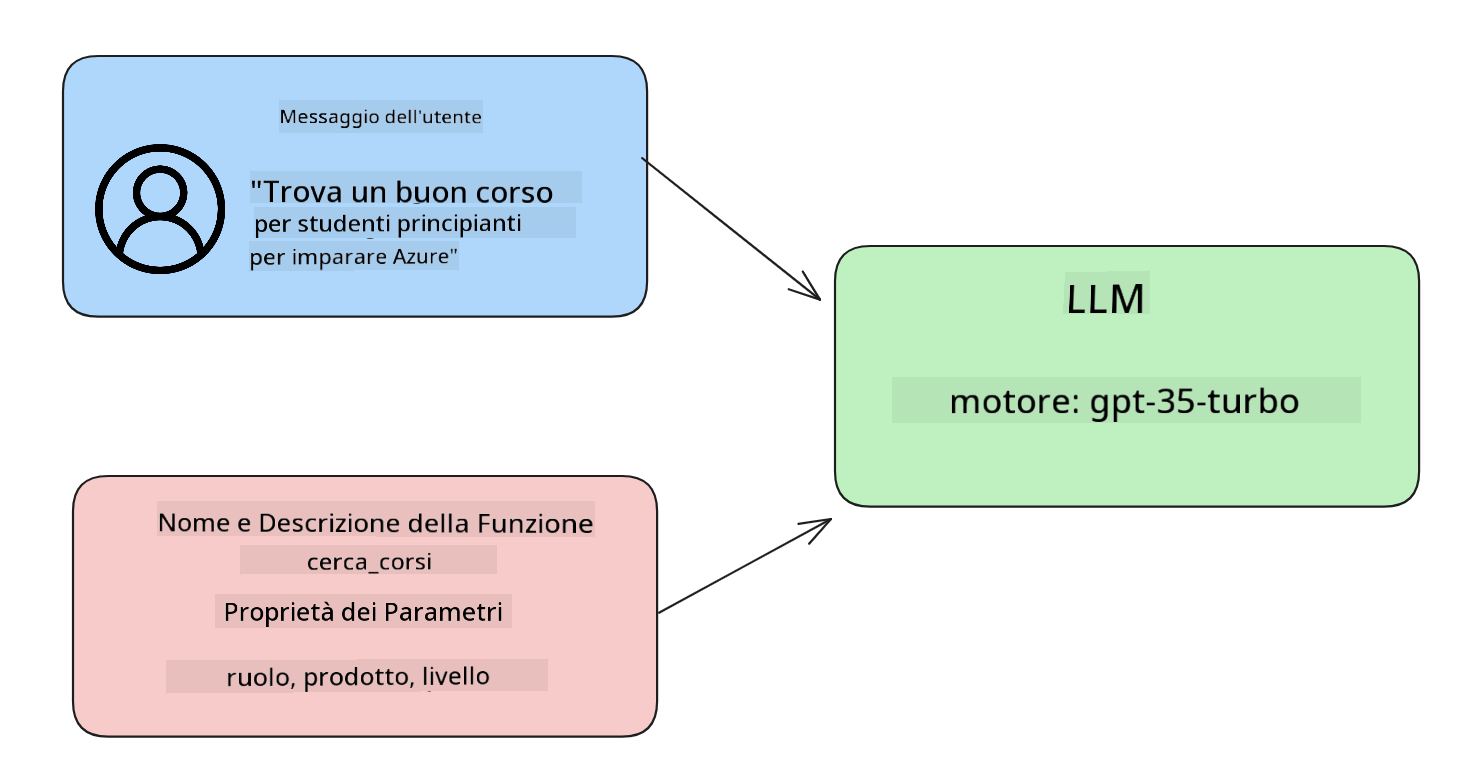 Messaggio dell'utente
"Trova un buon corso
per studenti principianti
per imparare Azure"
LLM
motore: gpt-35-turbo
Nome e Descrizione della Funzione
cerca_corsi
Proprietà dei Parametri
ruolo, prodotto, livello